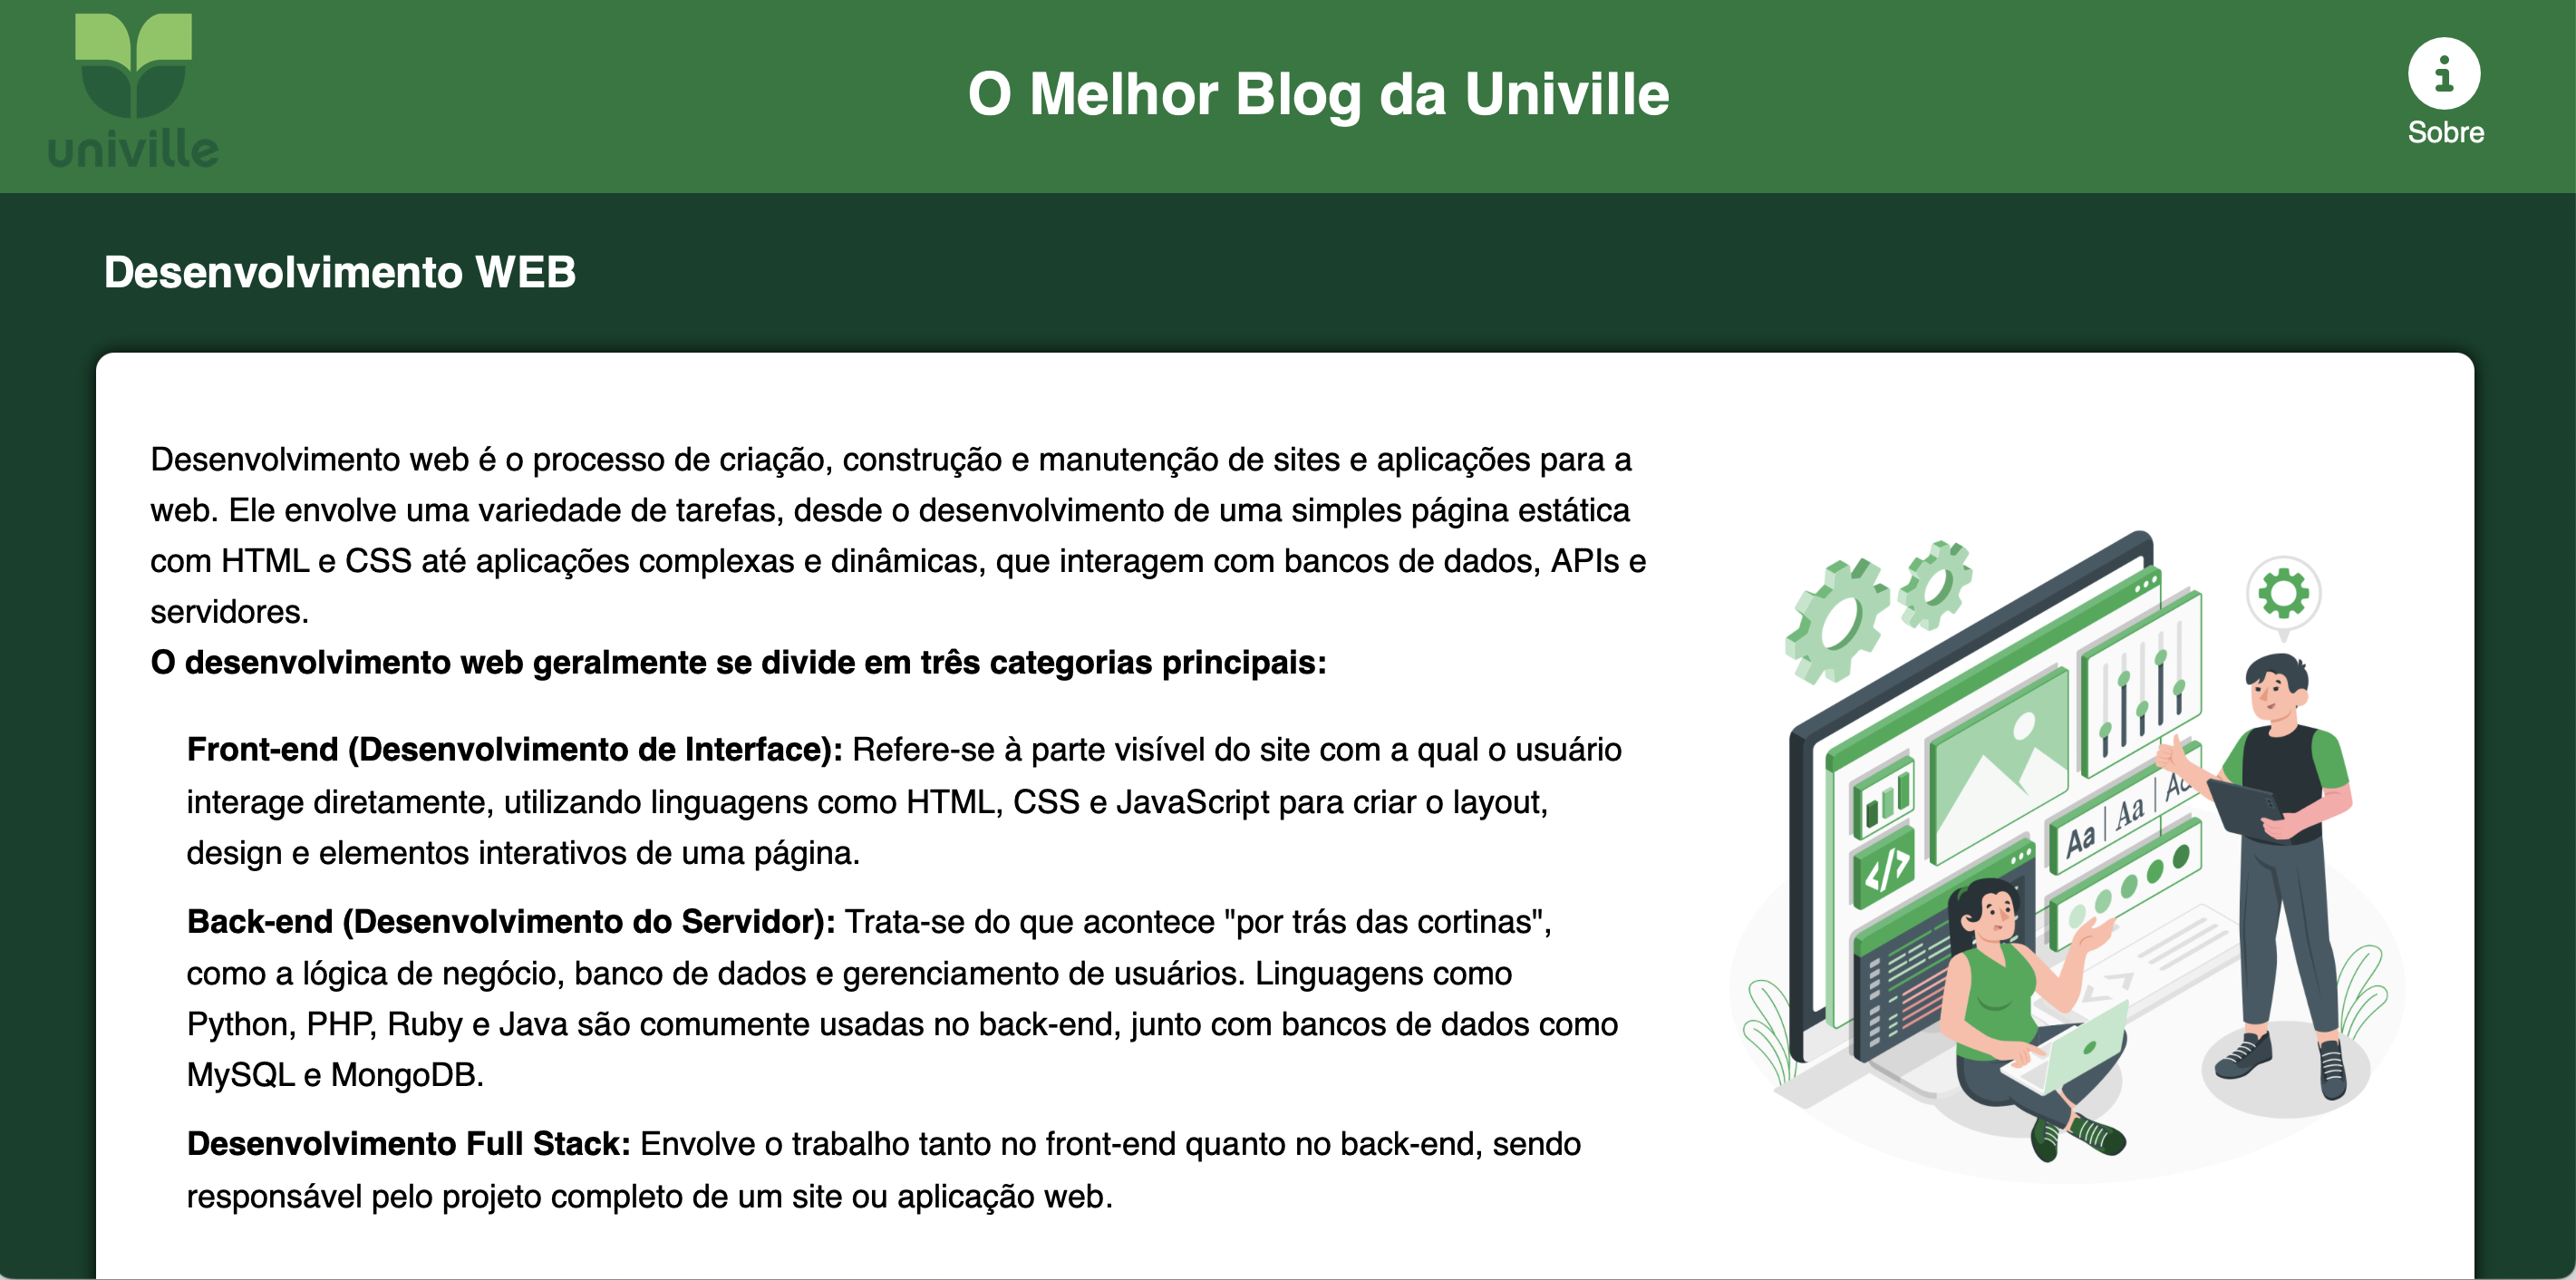 univille
O Melhor Blog da Univille
Sobre
Desenvolvimento WEB
Desenvolvimento web é o processo de criação, construção e manutenção de sites e aplicações para a
web. Ele envolve uma variedade de tarefas, desde o desenvolvimento de uma simples página estática
com HTML e CSS até aplicações complexas e dinâmicas, que interagem com bancos de dados, APIs e
servidores.
O desenvolvimento web geralmente se divide em três categorias principais:
Front-end (Desenvolvimento de Interface): Refere-se à parte visível do site com a qual o usuário
interage diretamente, utilizando linguagens como HTML, CSS e JavaScript para criar o layout,
design e elementos interativos de uma página.
Back-end (Desenvolvimento do Servidor): Trata-se do que acontece "por trás das cortinas",
como a lógica de negócio, banco de dados e gerenciamento de usuários. Linguagens como
Python, PHP, Ruby e Java são comumente usadas no back-end, junto com bancos de dados como
MySQL e MongoDB.
Desenvolvimento Full Stack: Envolve o trabalho tanto no front-end quanto no back-end, sendo
responsável pelo projeto completo de um site ou aplicação web.
Aa | Aa | Aa
</>